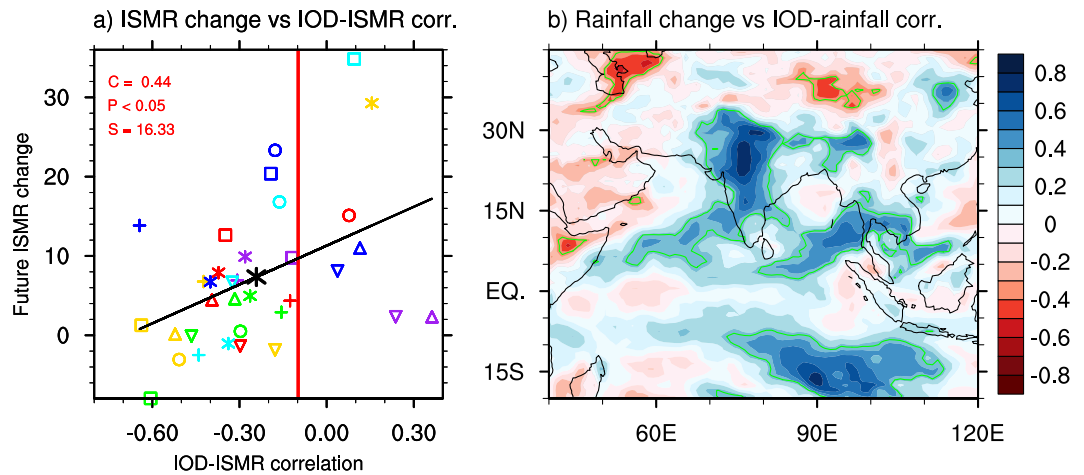 a) ISMR change vs IOD-ISMR corr.
C = 0.44
P < 0.05
S = 16.33
Future ISMR change
30
20
10
0
-0.60 -0.30 0.00 0.30
IOD-ISMR correlation
b) Rainfall change vs IOD-rainfall corr.
30N
15N
EQ.
15S
60E 90E 120E
0.8
0.6
0.4
0.2
0
-0.2
-0.4
-0.6
-0.8